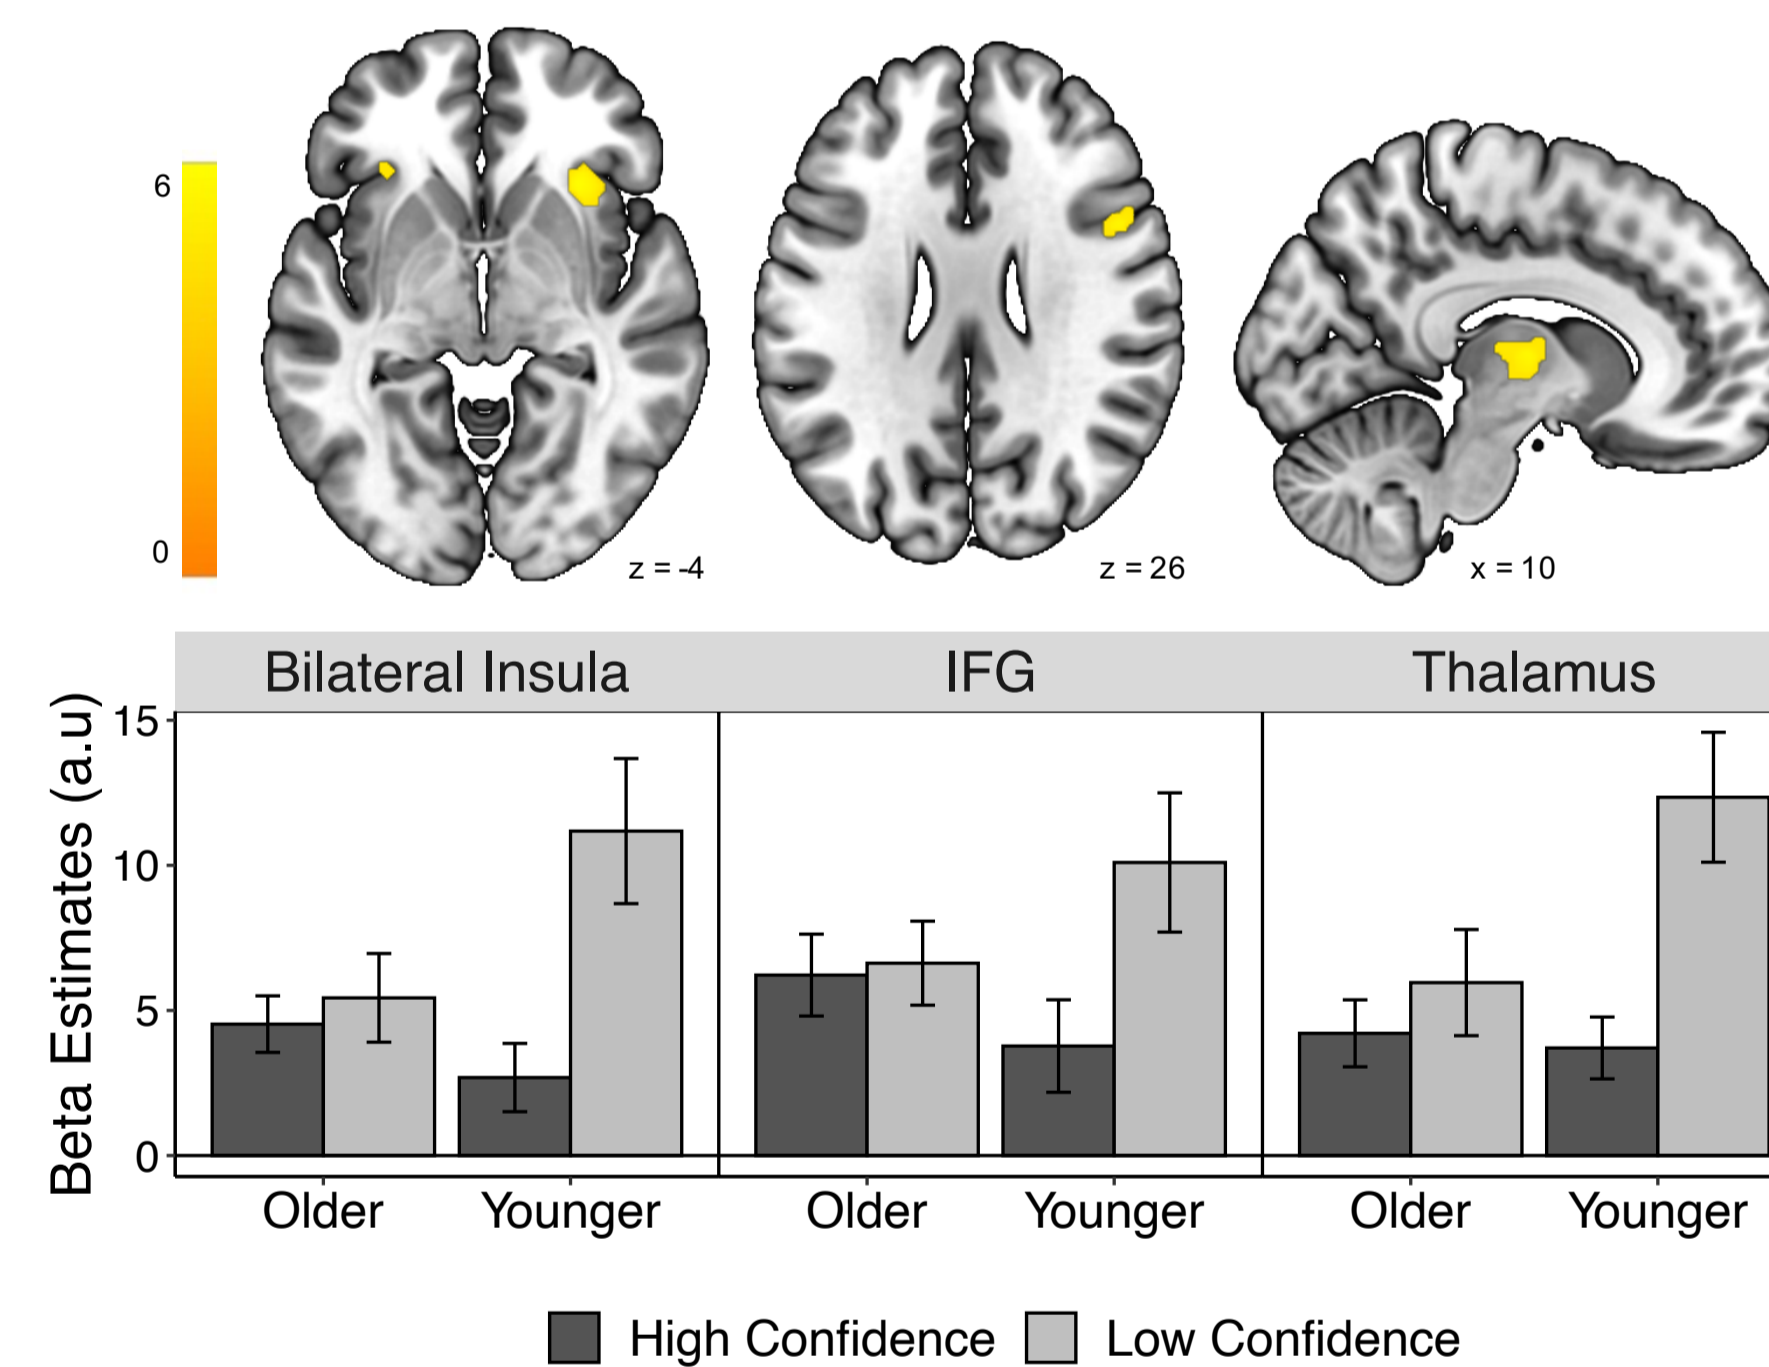 6
0
z = -4
z = 26
x = 10
Bilateral Insula
IFG
Thalamus
Beta Estimates (a.u)
15
10
5
0
Older
Younger
Older
Younger
Older
Younger
High Confidence
Low Confidence